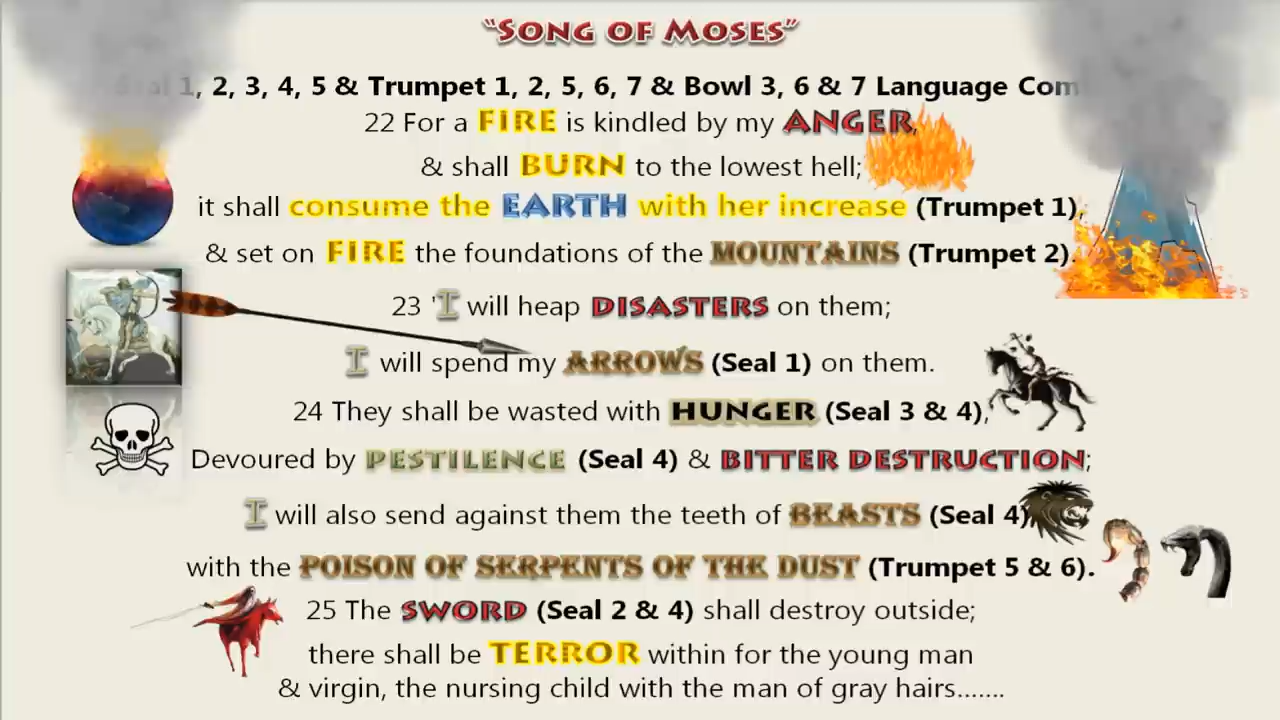 “Song of Moses”
Seal 1, 2, 3, 4, 5 & Trumpet 1, 2, 5, 6, 7 & Bowl 3, 6 & 7 Language
22 For a FIRE is kindled by my ANGER,
& shall BURN to the lowest hell;
it shall consume the EARTH with her increase (Trumpet 1),
& set on FIRE the foundations of the MOUNTAINS (Trumpet 2).
23 'I will heap DISASTERS on them;
I will spend my ARROWS (Seal 1) on them.
24 They shall be wasted with HUNGER (Seal 3 & 4),
Devoured by PESTILENCE (Seal 4) & BITTER DESTRUCTION;
I will also send against them the teeth of BEASTS (Seal 4)
with the POISON OF SERPENTS OF THE DUST (Trumpet 5 & 6).
25 The SWORD (Seal 2 & 4) shall destroy outside;
there shall be TERROR within for the young man
& virgin, the nursing child with the man of gray hairs.......